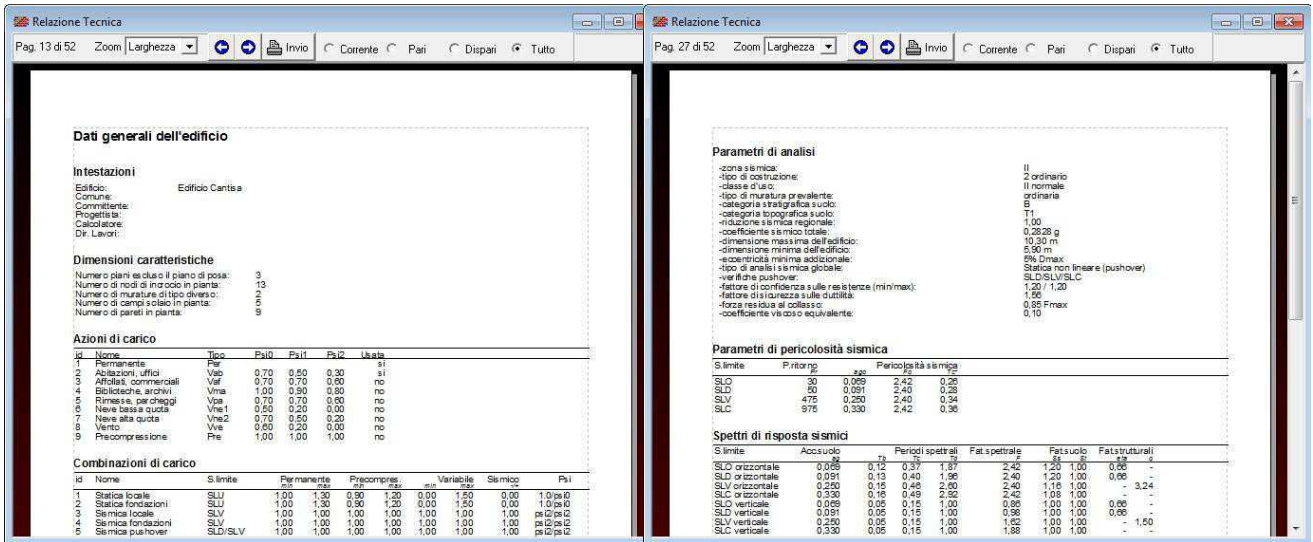 Relazione Tecnica
Pag. 13 di 52 Zoom Larghezza Invio Corrente Pari Dispari Tutto
Dati generali dell'edificio
Intestazioni
Edificio: Edificio Cantisa
Comune:
Committente:
Progettista:
Calcolatore:
Dir. Lavori:
Dimensioni caratteristiche
Numero piani escluso il piano di posa: 3
Numero di nodi di incrocio in pianta: 13
Numero di murature di tipo diverso: 2
Numero di campi solaio in pianta: 5
Numero di pareti in pianta: 9
Azioni di carico
id Nome Tipo Psi0 Psi1 Psi2 Usata
1 Permanente Per si
2 Abitazioni, uffici Vab 0,70 0,50 0,30 si
3 Affollati, commerciali Vaf 0,70 0,70 0,60 no
4 Biblioteche, archivi Vma 1,00 0,90 0,80 no
5 Rimesse, parcheggi Vpa 0,70 0,70 0,60 no
6 Neve bassa quota Vne1 0,50 0,20 0,00 no
7 Neve alta quota Vne2 0,70 0,50 0,20 no
8 Vento Vve 0,60 0,20 0,00 no
9 Precompressione Pre 1,00 1,00 1,00 no
Combinazioni di carico
id Nome S.limite Permanente Precompres. Variabile Sismico Psi
min max min max min max +-
1 Statica locale SLU 1,00 1,30 0,90 1,20 0,00 1,50 0,00 1.0/psi0
2 Statica fondazioni SLU 1,00 1,30 0,90 1,20 0,00 1,50 0,00 1.0/psi0
3 Sismica locale SLV 1,00 1,00 1,00 1,00 1,00 1,00 1,00 psi2/psi2
4 Sismica fondazioni SLV 1,00 1,00 1,00 1,00 1,00 1,00 1,00 psi2/psi2
5 Sismica pushover SLD/SLV 1,00 1,00 1,00 1,00 1,00 1,00 1,00 psi2/psi2
Relazione Tecnica
Pag. 27 di 52 Zoom Larghezza Invio Corrente Pari Dispari Tutto
Parametri di analisi
-zona sismica: II
-tipo di costruzione: 2 ordinario
-classe d'uso: II normale
-tipo di muratura prevalente: ordinaria
-categoria stratigrafica suolo: B
-categoria topografica suolo: T1
-riduzione sismica regionale: 1,00
-coefficiente sismico totale: 0,2828 g
-dimensione massima dell'edificio: 10,30 m
-dimensione minima dell'edificio: 5,90 m
-eccentricità minima addizionale: 5% Dmax
-tipo di analisi sismica globale: Statica non lineare (pushover)
-verifiche pushover: SLD/SLV/SLC
-fattore di confidenza sulle resistenze (min/max): 1,20 / 1,20
-fattore di sicurezza sulle duttilità: 1,56
-forza residua al collasso: 0,85 Fmax
-coefficiente viscoso equivalente: 0,10
Parametri di pericolosità sismica
S.limite P.ritorno Pericolosità sismica
Pr ago Fo Tc*
SLO 30 0,069 2,42 0,26
SLD 50 0,091 2,40 0,28
SLV 475 0,250 2,40 0,34
SLC 975 0,330 2,42 0,36
Spettri di risposta sismici
S.limite Acc.suolo Periodi spettrali Fat.spettrale Fat.suolo Fat.strutturali
ag Tb Tc Td F Ss St eta q
SLO orizzontale 0,069 0,12 0,37 1,87 2,42 1,20 1,00 0,66 -
SLD orizzontale 0,091 0,13 0,40 1,96 2,40 1,20 1,00 0,66 -
SLV orizzontale 0,250 0,15 0,46 2,60 2,40 1,16 1,00 - 3,24
SLC orizzontale 0,330 0,16 0,49 2,92 2,42 1,08 1,00 - -
SLO verticale 0,069 0,05 0,15 1,00 0,86 1,00 1,00 0,66 -
SLD verticale 0,091 0,05 0,15 1,00 0,98 1,00 1,00 0,66 -
SLV verticale 0,250 0,05 0,15 1,00 1,62 1,00 1,00 - 1,50
SLC verticale 0,330 0,05 0,15 1,00 1,88 1,00 1,00 - -